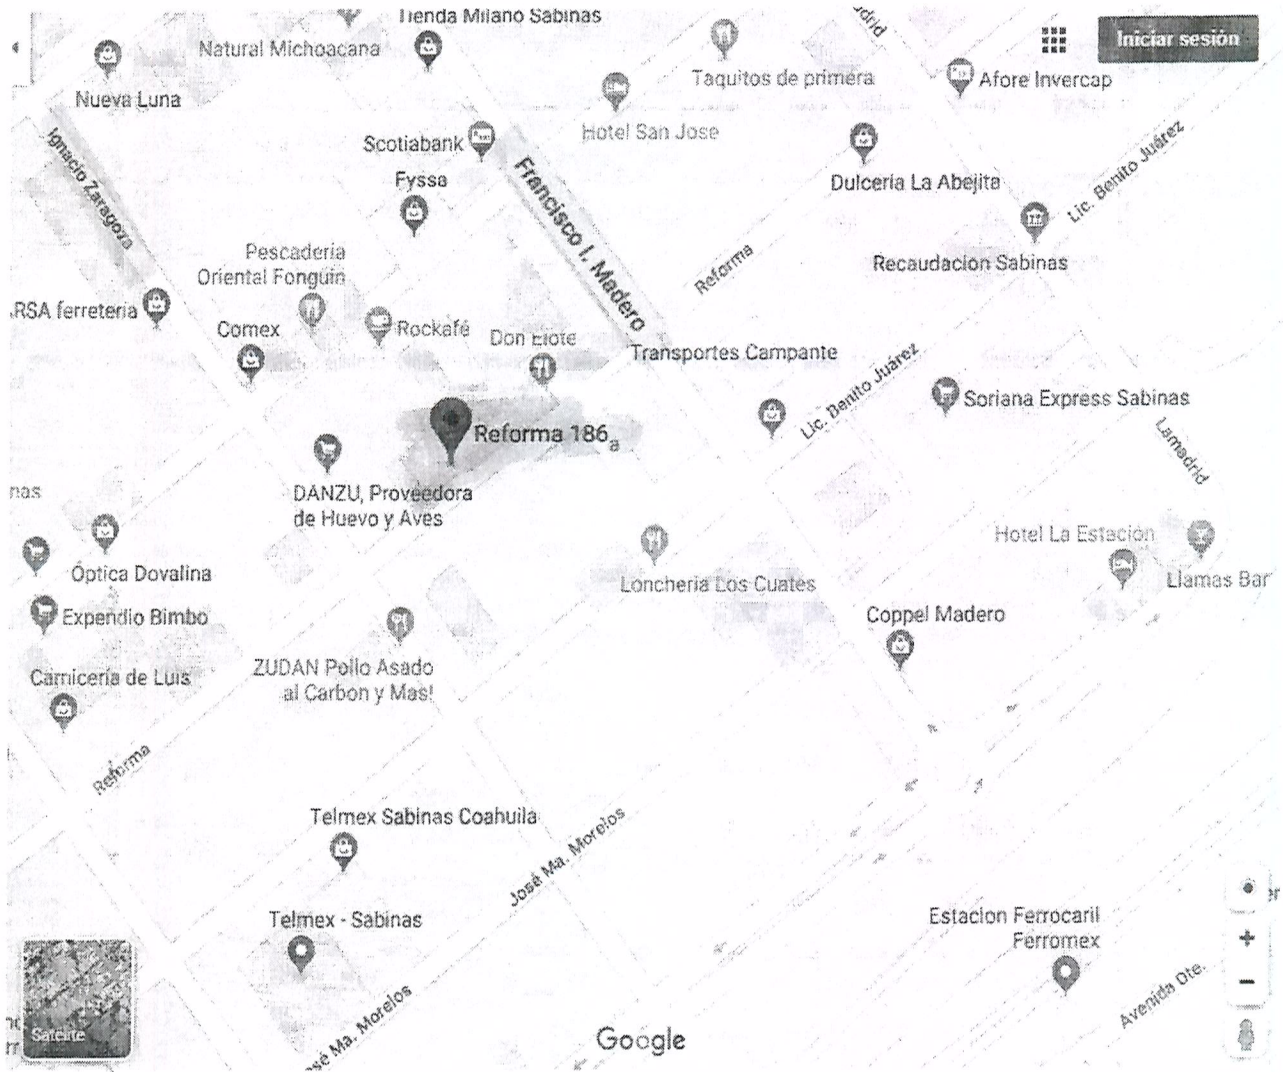 Tienda Milano Sabinas
Natural Michoacana
Iniciar sesión
Nueva Luna
Taquitos de primera
Afore Invercap
Scotiabank
Hotel San Jose
Ignacio Zaragoza
Fyssa
Francisco I. Madero
Dulcería La Abejita
Lic. Benito Juárez
Pescaderia
Oriental Fonguin
Reforma
Recaudacion Sabinas
RSA ferreteria
Comex
Rockafé
Don Elote
Transportes Campante
Lic. Benito Juárez
Soriana Express Sabinas
Reforma 186
a
Lamadrid
DANZU, Proveedora
de Huevo y Aves
nas
Hotel La Estación
Óptica Dovalina
Loncheria Los Cuates
Llamas Bar
Expendio Bimbo
Coppel Madero
Carnicería de Luis
ZUDAN Pollo Asado
al Carbon y Mas!
Reforma
Telmex Sabinas Coahuila
José Ma. Morelos
Telmex - Sabinas
Estacion Ferrocaril
Ferromex
Avenida Ote.
Satélite
José Ma. Morelos
Google